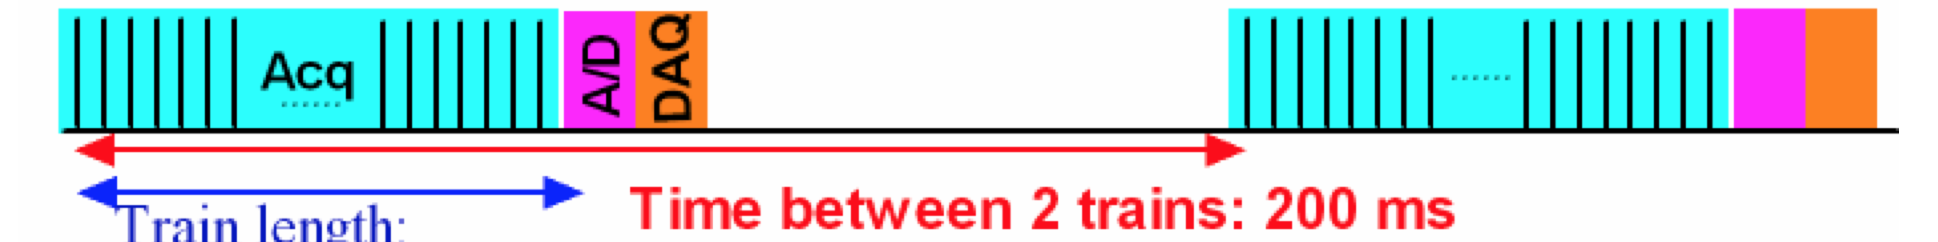 Acq
......
A/D
DAQ
......
Time between 2 trains: 200 ms
Train length: